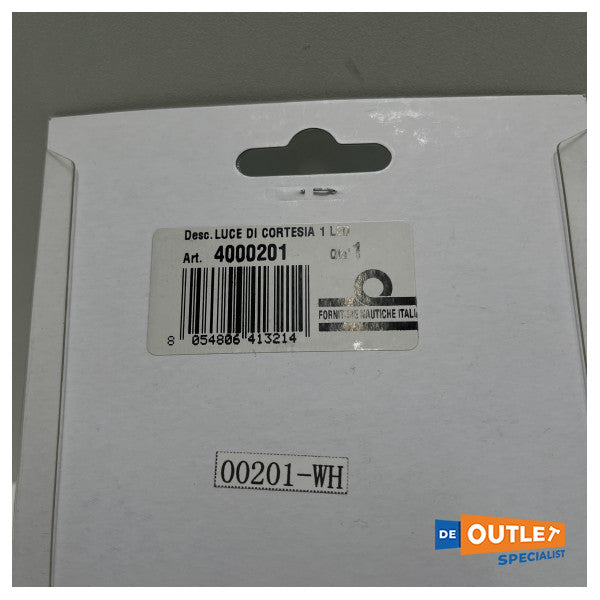 Desc. LUCE DI CORTESIA 1 LED
Art. 4000201 Qta' 1
FORNITURE NAUTICHE ITALIA
8 054806 413214
00201-WH
DE OUTLET
SPECIALIST